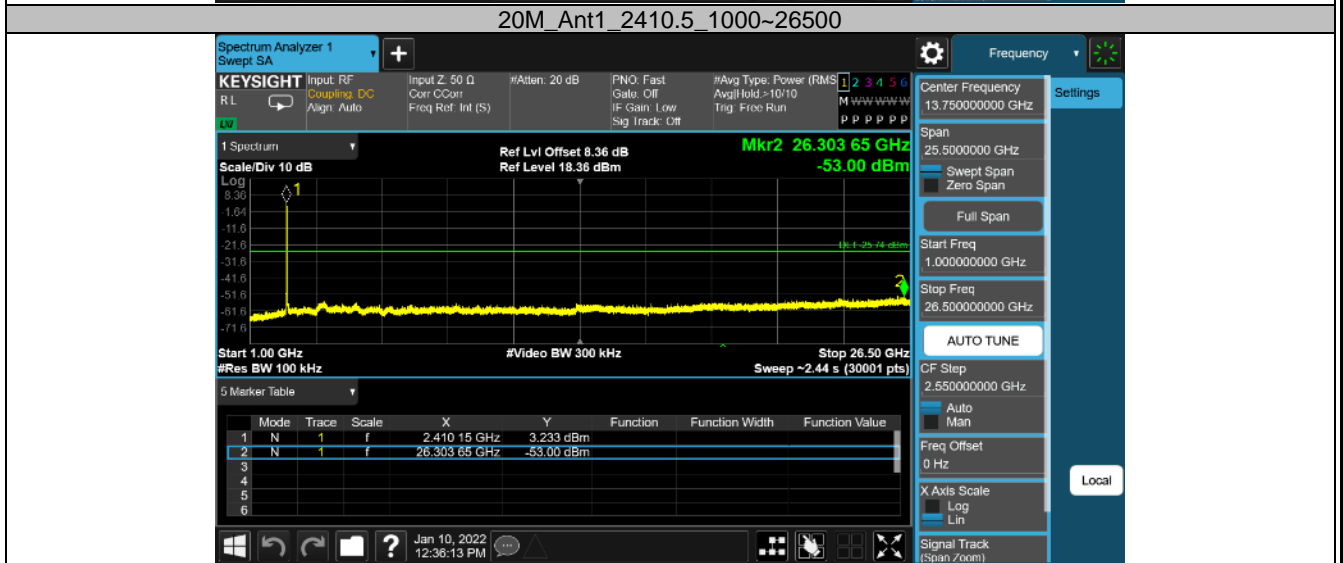 20M_Ant1_2410.5_1000~26500
Spectrum Analyzer 1
Swept SA
+
Frequency
KEYSIGHT
R L
LXI
Input: RF
Coupling: DC
Align: Auto
Input Z: 50 Ω
Corr CCorr
Freq Ref: Int (S)
#Atten: 20 dB
PNO: Fast
Gate: Off
IF Gain: Low
Sig Track: Off
#Avg Type: Power (RMS
Avg|Hold:>10/10
Trig: Free Run
1 2 3 4 5 6
M W W W W W
P P P P P P
Center Frequency
13.750000000 GHz
Settings
Span
25.5000000 GHz
Swept Span
Zero Span
Full Span
Start Freq
1.000000000 GHz
Stop Freq
26.500000000 GHz
AUTO TUNE
CF Step
2.550000000 GHz
Auto
Man
Freq Offset
0 Hz
X Axis Scale
Log
Lin
Signal Track
(Span Zoom)
Local
1 Spectrum
Scale/Div 10 dB
Ref Lvl Offset 8.36 dB
Ref Level 18.36 dBm
Mkr2 26.303 65 GHz
-53.00 dBm
Log
8.36
-1.64
-11.6
-21.6
-31.6
-41.6
-51.6
-61.6
-71.6
1
DL1 -25.74 dBm
2
Start 1.00 GHz
#Video BW 300 kHz
Stop 26.50 GHz
#Res BW 100 kHz
Sweep ~2.44 s (30001 pts)
5 Marker Table
Mode Trace Scale X Y Function Function Width Function Value
1 N 1 f 2.410 15 GHz 3.233 dBm
2 N 1 f 26.303 65 GHz -53.00 dBm
3
4
5
6
?
Jan 10, 2022
12:36:13 PM